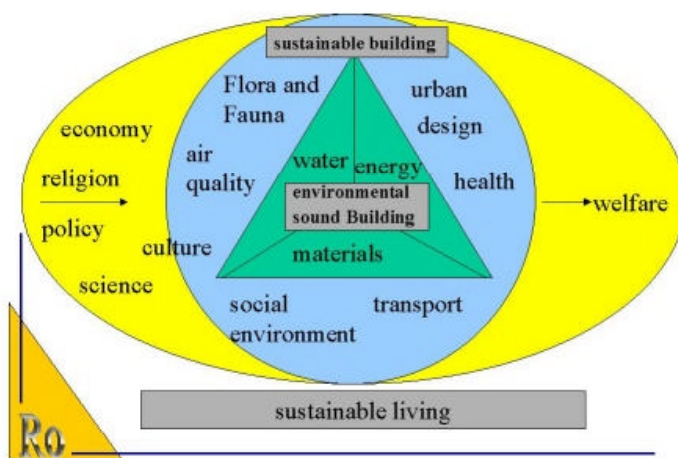 sustainable building
Flora and
Fauna
urban
design
economy
air
quality
water
energy
religion
environmental
sound Building
health
policy
welfare
culture
materials
science
social
environment
transport
sustainable living
Ro